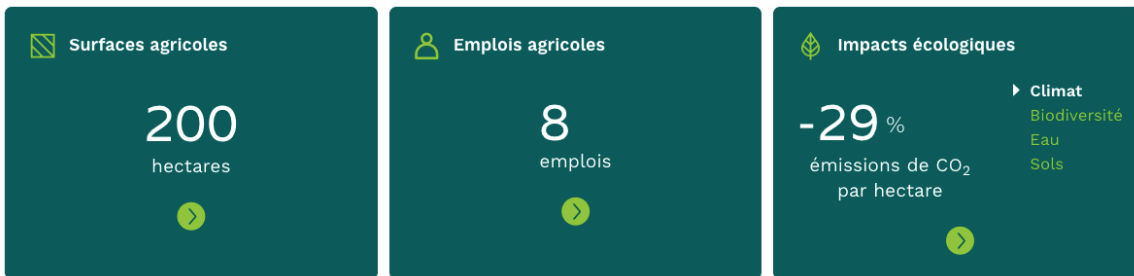 Surfaces agricoles
200
hectares
Emplois agricoles
8
emplois
Impacts écologiques
-29 %
émissions de CO₂
par hectare
Climat
Biodiversité
Eau
Sols